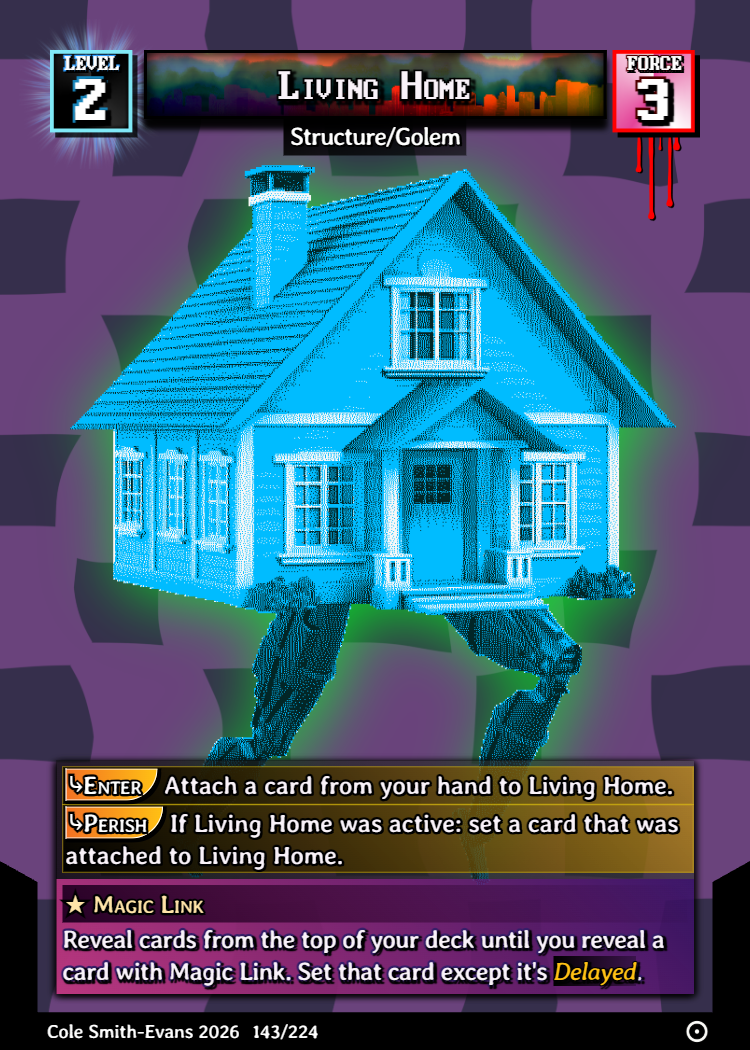 LEVEL
2
Living Home
FORCE
3
Structure/Golem
↳Enter Attach a card from your hand to Living Home.
↳Perish If Living Home was active: set a card that was
attached to Living Home.
★ Magic Link
Reveal cards from the top of your deck until you reveal a
card with Magic Link. Set that card except it's Delayed.
Cole Smith-Evans 2026 143/224